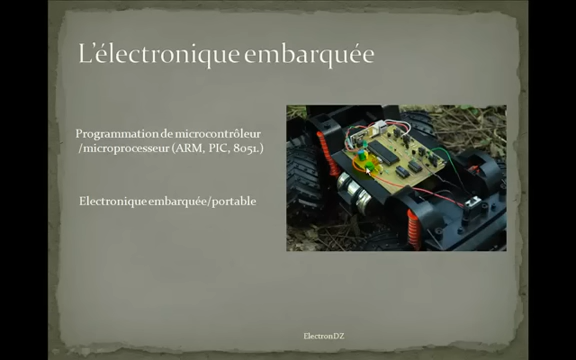 L'électronique embarquée
Programmation de microcontrôleur
/microprocesseur (ARM, PIC, 8051.)
Electronique embarquée/portable
ElectronDZ